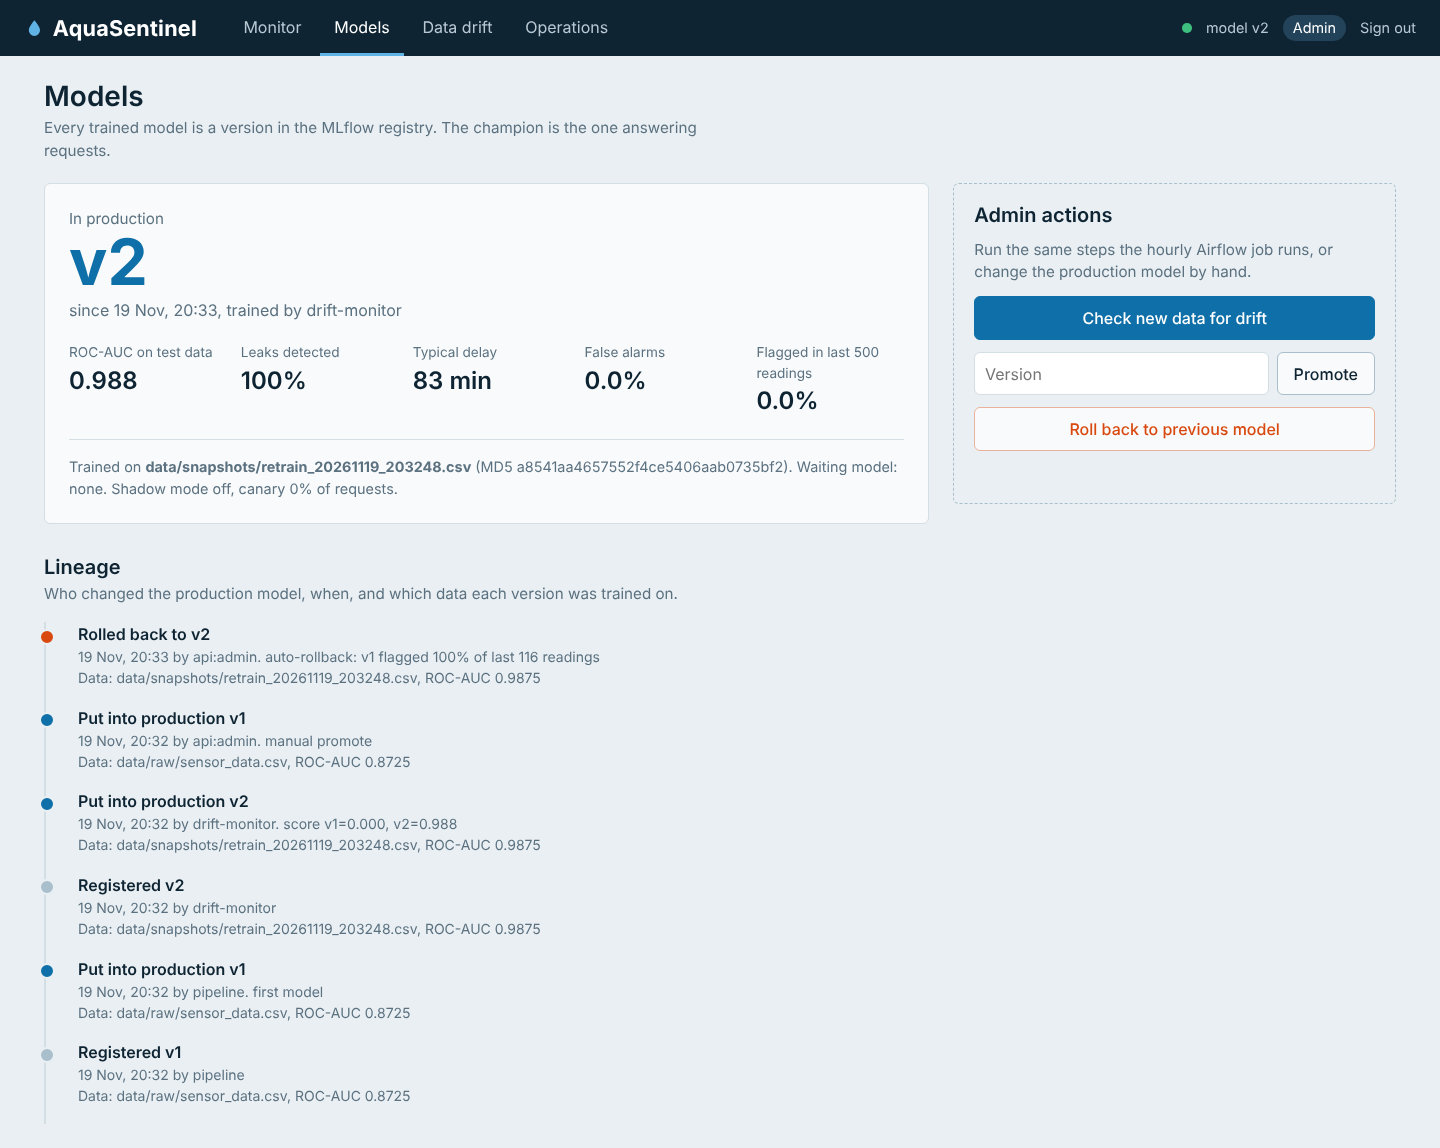 AquaSentinel
Monitor
Models
Data drift
Operations
model v2
Admin
Sign out
Models
Every trained model is a version in the MLflow registry. The champion is the one answering
requests.
In production
v2
since 19 Nov, 20:33, trained by drift-monitor
ROC-AUC on test data
0.988
Leaks detected
100%
Typical delay
83 min
False alarms
0.0%
Flagged in last 500
readings
0.0%
Trained on data/snapshots/retrain_20261119_203248.csv (MD5 a8541aa4657552f4ce5406aab0735bf2). Waiting model:
none. Shadow mode off, canary 0% of requests.
Admin actions
Run the same steps the hourly Airflow job runs, or
change the production model by hand.
Check new data for drift
Version
Promote
Roll back to previous model
Lineage
Who changed the production model, when, and which data each version was trained on.
Rolled back to v2
19 Nov, 20:33 by api:admin. auto-rollback: v1 flagged 100% of last 116 readings
Data: data/snapshots/retrain_20261119_203248.csv, ROC-AUC 0.9875
Put into production v1
19 Nov, 20:32 by api:admin. manual promote
Data: data/raw/sensor_data.csv, ROC-AUC 0.8725
Put into production v2
19 Nov, 20:32 by drift-monitor. score v1=0.000, v2=0.988
Data: data/snapshots/retrain_20261119_203248.csv, ROC-AUC 0.9875
Registered v2
19 Nov, 20:32 by drift-monitor
Data: data/snapshots/retrain_20261119_203248.csv, ROC-AUC 0.9875
Put into production v1
19 Nov, 20:32 by pipeline. first model
Data: data/raw/sensor_data.csv, ROC-AUC 0.8725
Registered v1
19 Nov, 20:32 by pipeline
Data: data/raw/sensor_data.csv, ROC-AUC 0.8725